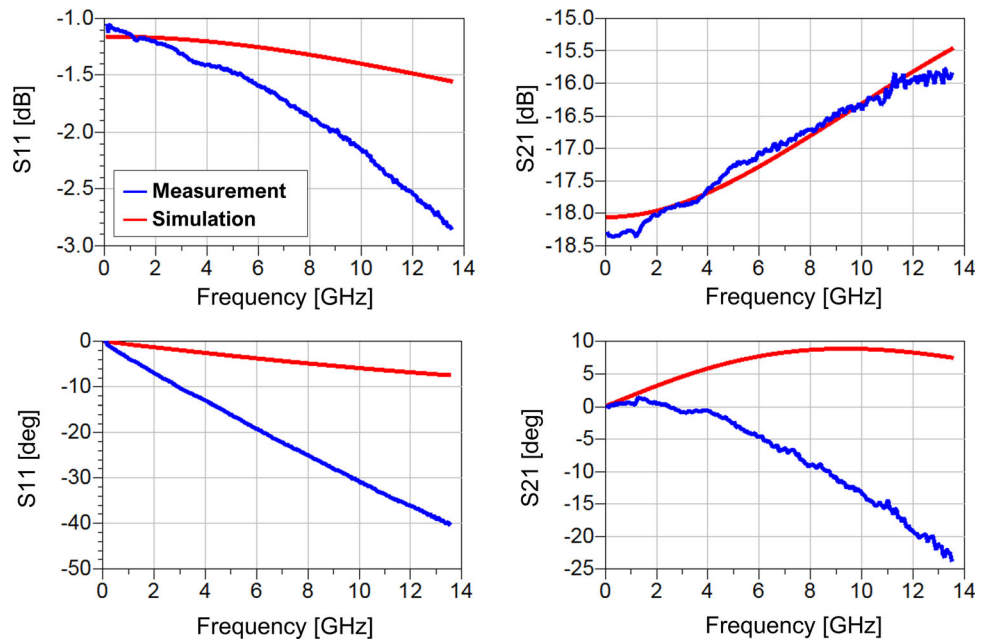 -1.0
-1.5
-2.0
-2.5
-3.0
S11 [dB]
Measurement
Simulation
0 2 4 6 8 10 12 14
Frequency [GHz]
-15.0
-15.5
-16.0
-16.5
-17.0
-17.5
-18.0
-18.5
S21 [dB]
0 2 4 6 8 10 12 14
Frequency [GHz]
0
-10
-20
-30
-40
-50
S11 [deg]
0 2 4 6 8 10 12 14
Frequency [GHz]
10
5
0
-5
-10
-15
-20
-25
S21 [deg]
0 2 4 6 8 10 12 14
Frequency [GHz]